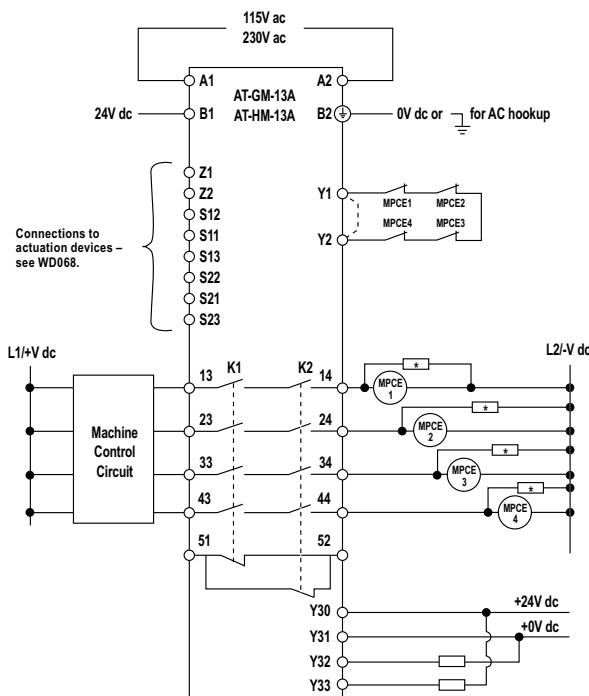 115V ac
230V ac
A1
A2
AT-GM-13A
AT-HM-13A
24V dc
B1
B2
0V dc or
for AC hookup
Z1
Z2
S12
S11
S13
S22
S21
S23
Connections to
actuation devices –
see WD068.
Y1
MPCE1
MPCE2
MPCE4
MPCE3
Y2
L1/+V dc
L2/-V dc
Machine
Control
Circuit
13
K1
K2
14
*
MPCE
1
23
24
*
MPCE
2
33
34
*
MPCE
3
43
44
*
MPCE
4
51
52
Y30
+24V dc
Y31
+0V dc
Y32
Y33